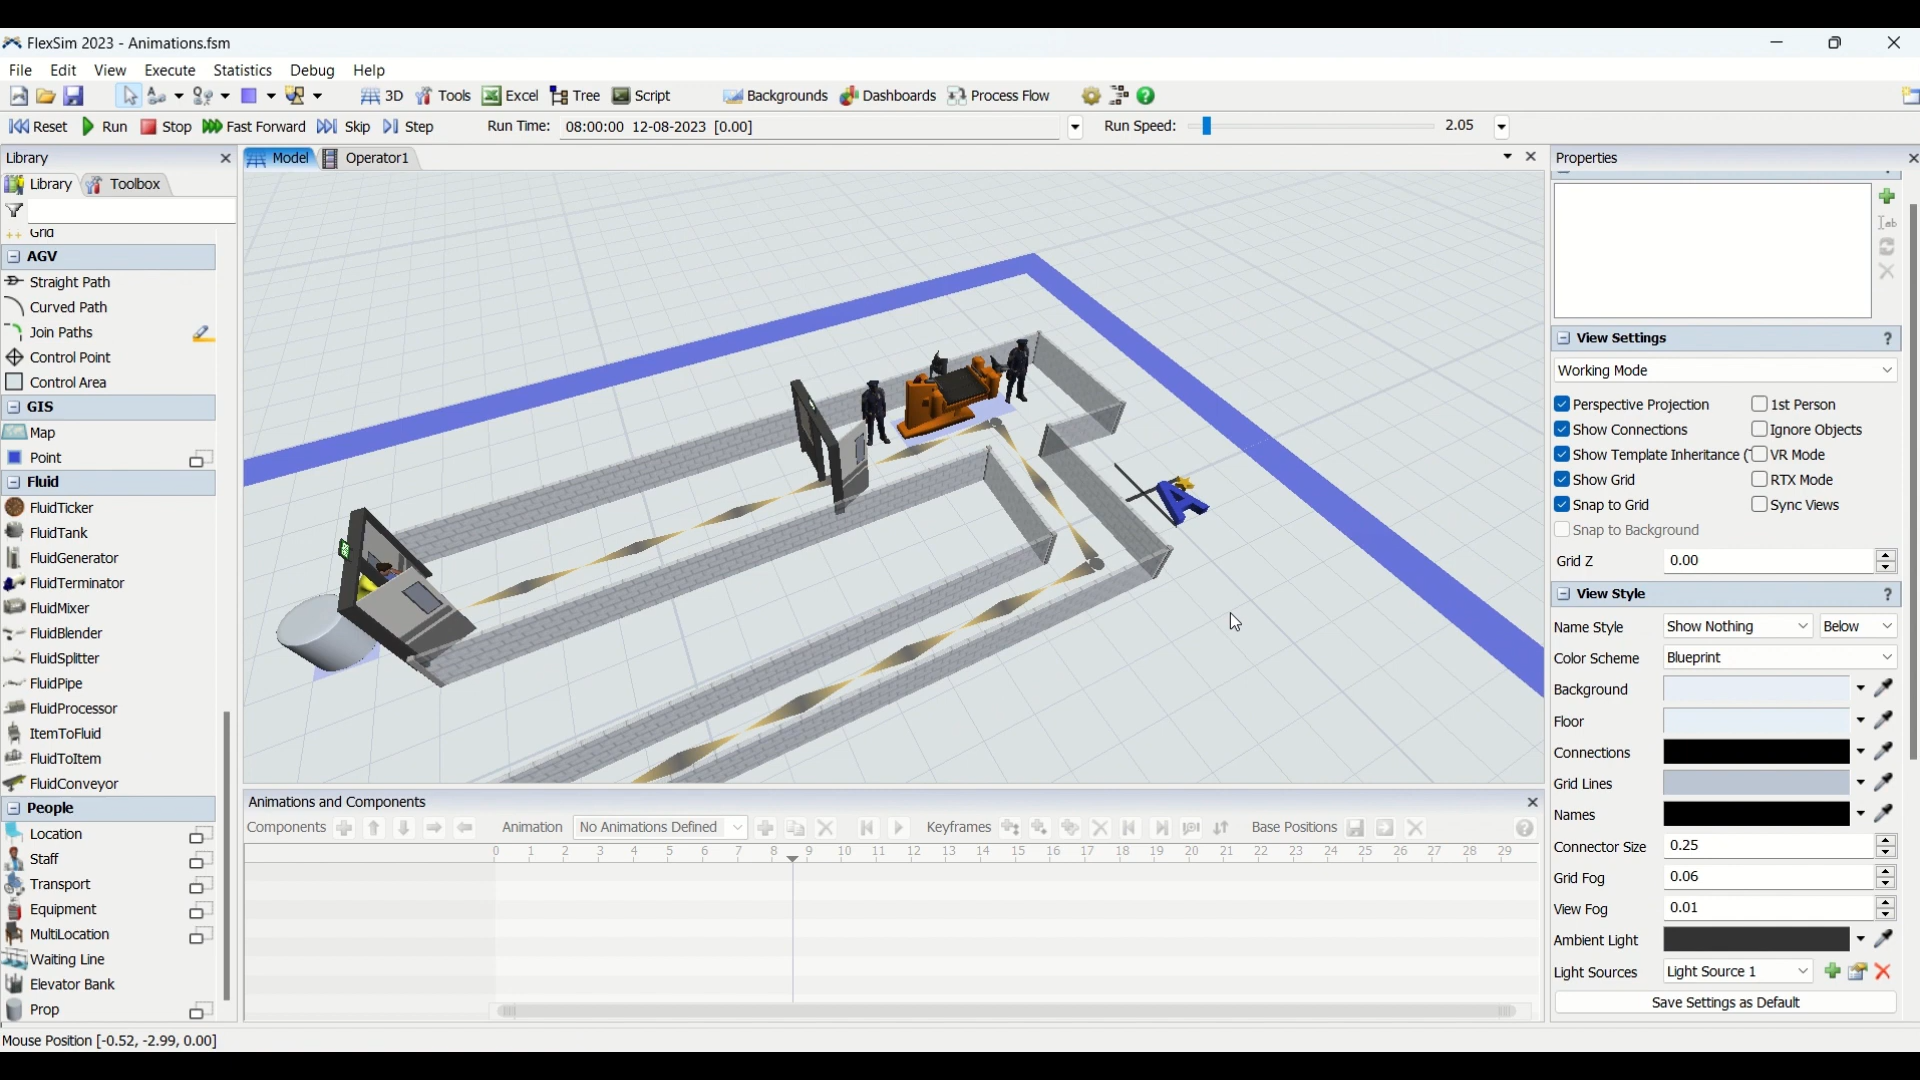 FlexSim 2023 - Animations.fsm
File Edit View Execute Statistics Debug Help
3D Tools Excel Tree Script Backgrounds Dashboards Process Flow
Reset Run Stop Fast Forward Skip Step Run Time: 08:00:00 12-08-2023 [0.00] Run Speed: 2.05
Library
Model Operator1
Properties
Library Toolbox
Grid
AGV
Straight Path
Curved Path
Join Paths
Control Point
Control Area
GIS
Map
Point
Fluid
FluidTicker
FluidTank
FluidGenerator
FluidTerminator
FluidMixer
FluidBlender
FluidSplitter
FluidPipe
FluidProcessor
ItemToFluid
FluidToItem
FluidConveyor
People
Location
Staff
Transport
Equipment
MultiLocation
Waiting Line
Elevator Bank
Prop
A
Animations and Components
Components Animation No Animations Defined Keyframes Base Positions
0 1 2 3 4 5 6 7 8 9 10 11 12 13 14 15 16 17 18 19 20 21 22 23 24 25 26 27 28 29
View Settings ?
Working Mode
Perspective Projection 1st Person
Show Connections Ignore Objects
Show Template Inheritance ( VR Mode
Show Grid RTX Mode
Snap to Grid Sync Views
Snap to Background
Grid Z 0.00
View Style ?
Name Style Show Nothing Below
Color Scheme Blueprint
Background
Floor
Connections
Grid Lines
Names
Connector Size 0.25
Grid Fog 0.06
View Fog 0.01
Ambient Light
Light Sources Light Source 1
Save Settings as Default
Mouse Position [-0.52, -2.99, 0.00]